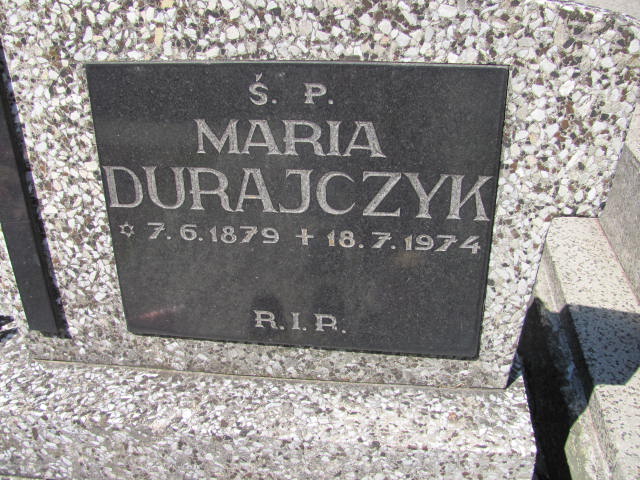 Ś. P.
MARIA
DURAJCZYK
✡ 7.6.1879 + 18.7.1974
R.I.P.